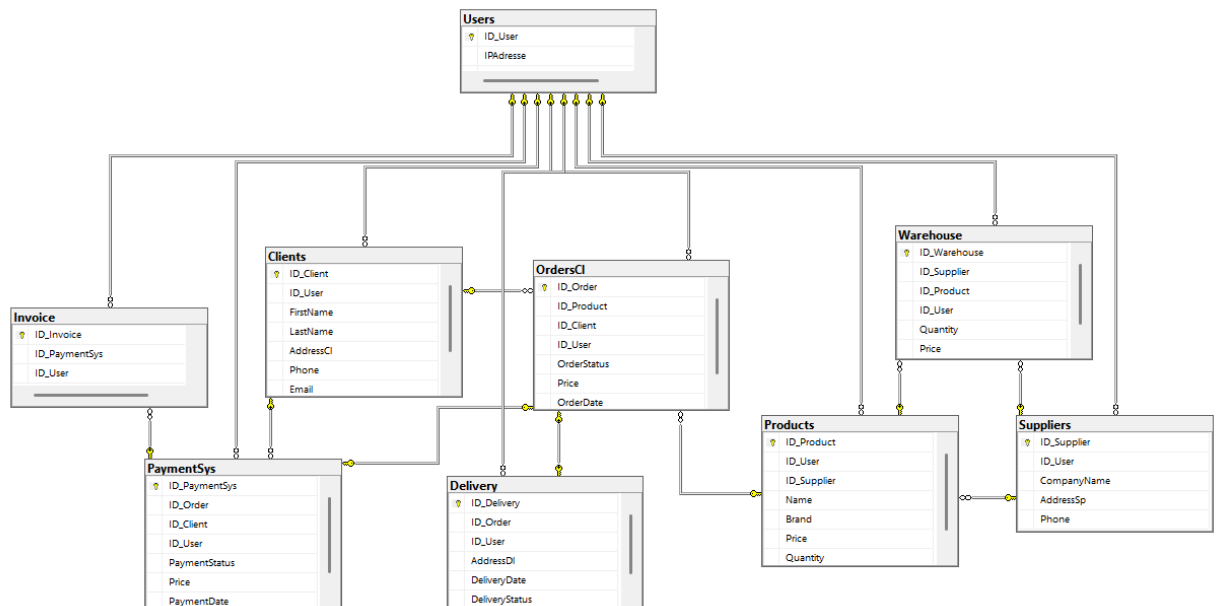 Users
ID_User
IPAdresse
Warehouse
ID_Warehouse
ID_Supplier
ID_Product
ID_User
Quantity
Price
Clients
ID_Client
ID_User
FirstName
LastName
AddressCl
Phone
Email
OrdersCl
ID_Order
ID_Product
ID_Client
ID_User
OrderStatus
Price
OrderDate
Invoice
ID_Invoice
ID_PaymentSys
ID_User
Products
ID_Product
ID_User
ID_Supplier
Name
Brand
Price
Quantity
Suppliers
ID_Supplier
ID_User
CompanyName
AddressSp
Phone
PaymentSys
ID_PaymentSys
ID_Order
ID_Client
ID_User
PaymentStatus
Price
PaymentDate
Delivery
ID_Delivery
ID_Order
ID_User
AddressDl
DeliveryDate
DeliveryStatus